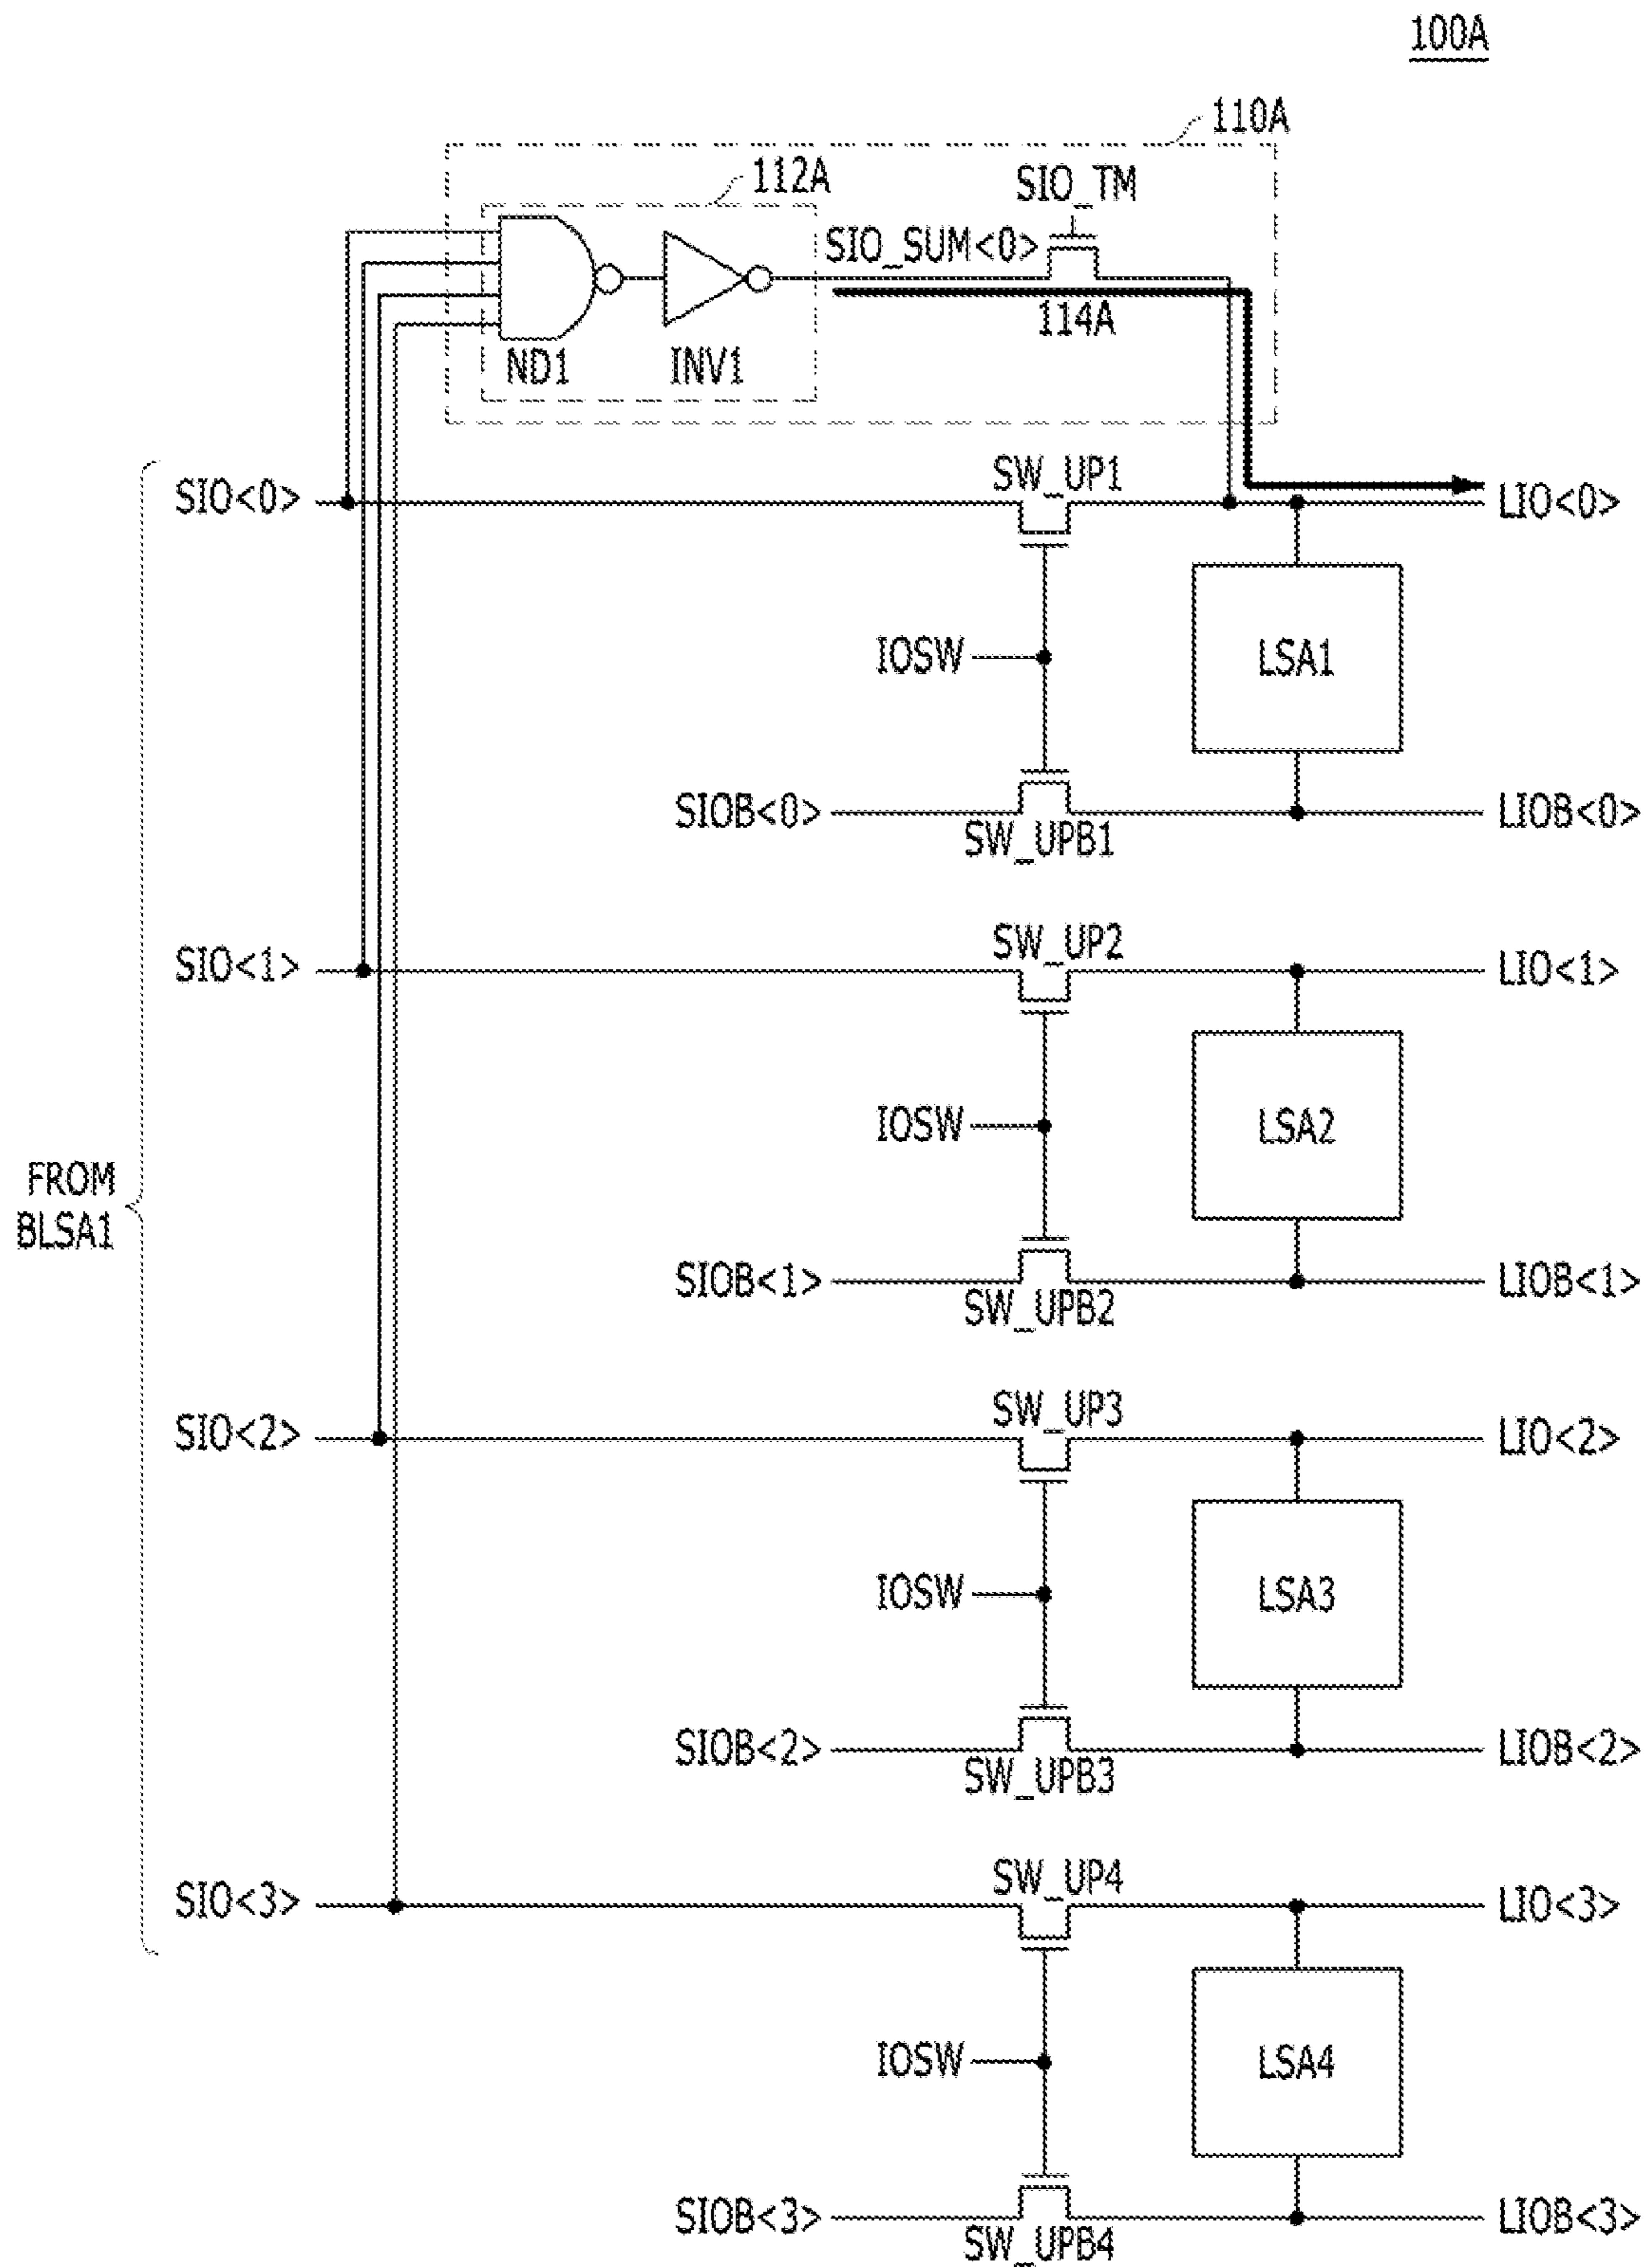 100A
110A
112A
SIO_TM
SIO_SUM<0>
114A
ND1
INV1
SW_UP1
SIO<0>
LIO<0>
IOSW
LSA1
SIOB<0>
SW_UPB1
LIOB<0>
SW_UP2
SIO<1>
LIO<1>
IOSW
LSA2
FROM
BLSA1
SIOB<1>
SW_UPB2
LIOB<1>
SW_UP3
SIO<2>
LIO<2>
IOSW
LSA3
SIOB<2>
SW_UPB3
LIOB<2>
SW_UP4
SIO<3>
LIO<3>
IOSW
LSA4
SIOB<3>
SW_UPB4
LIOB<3>